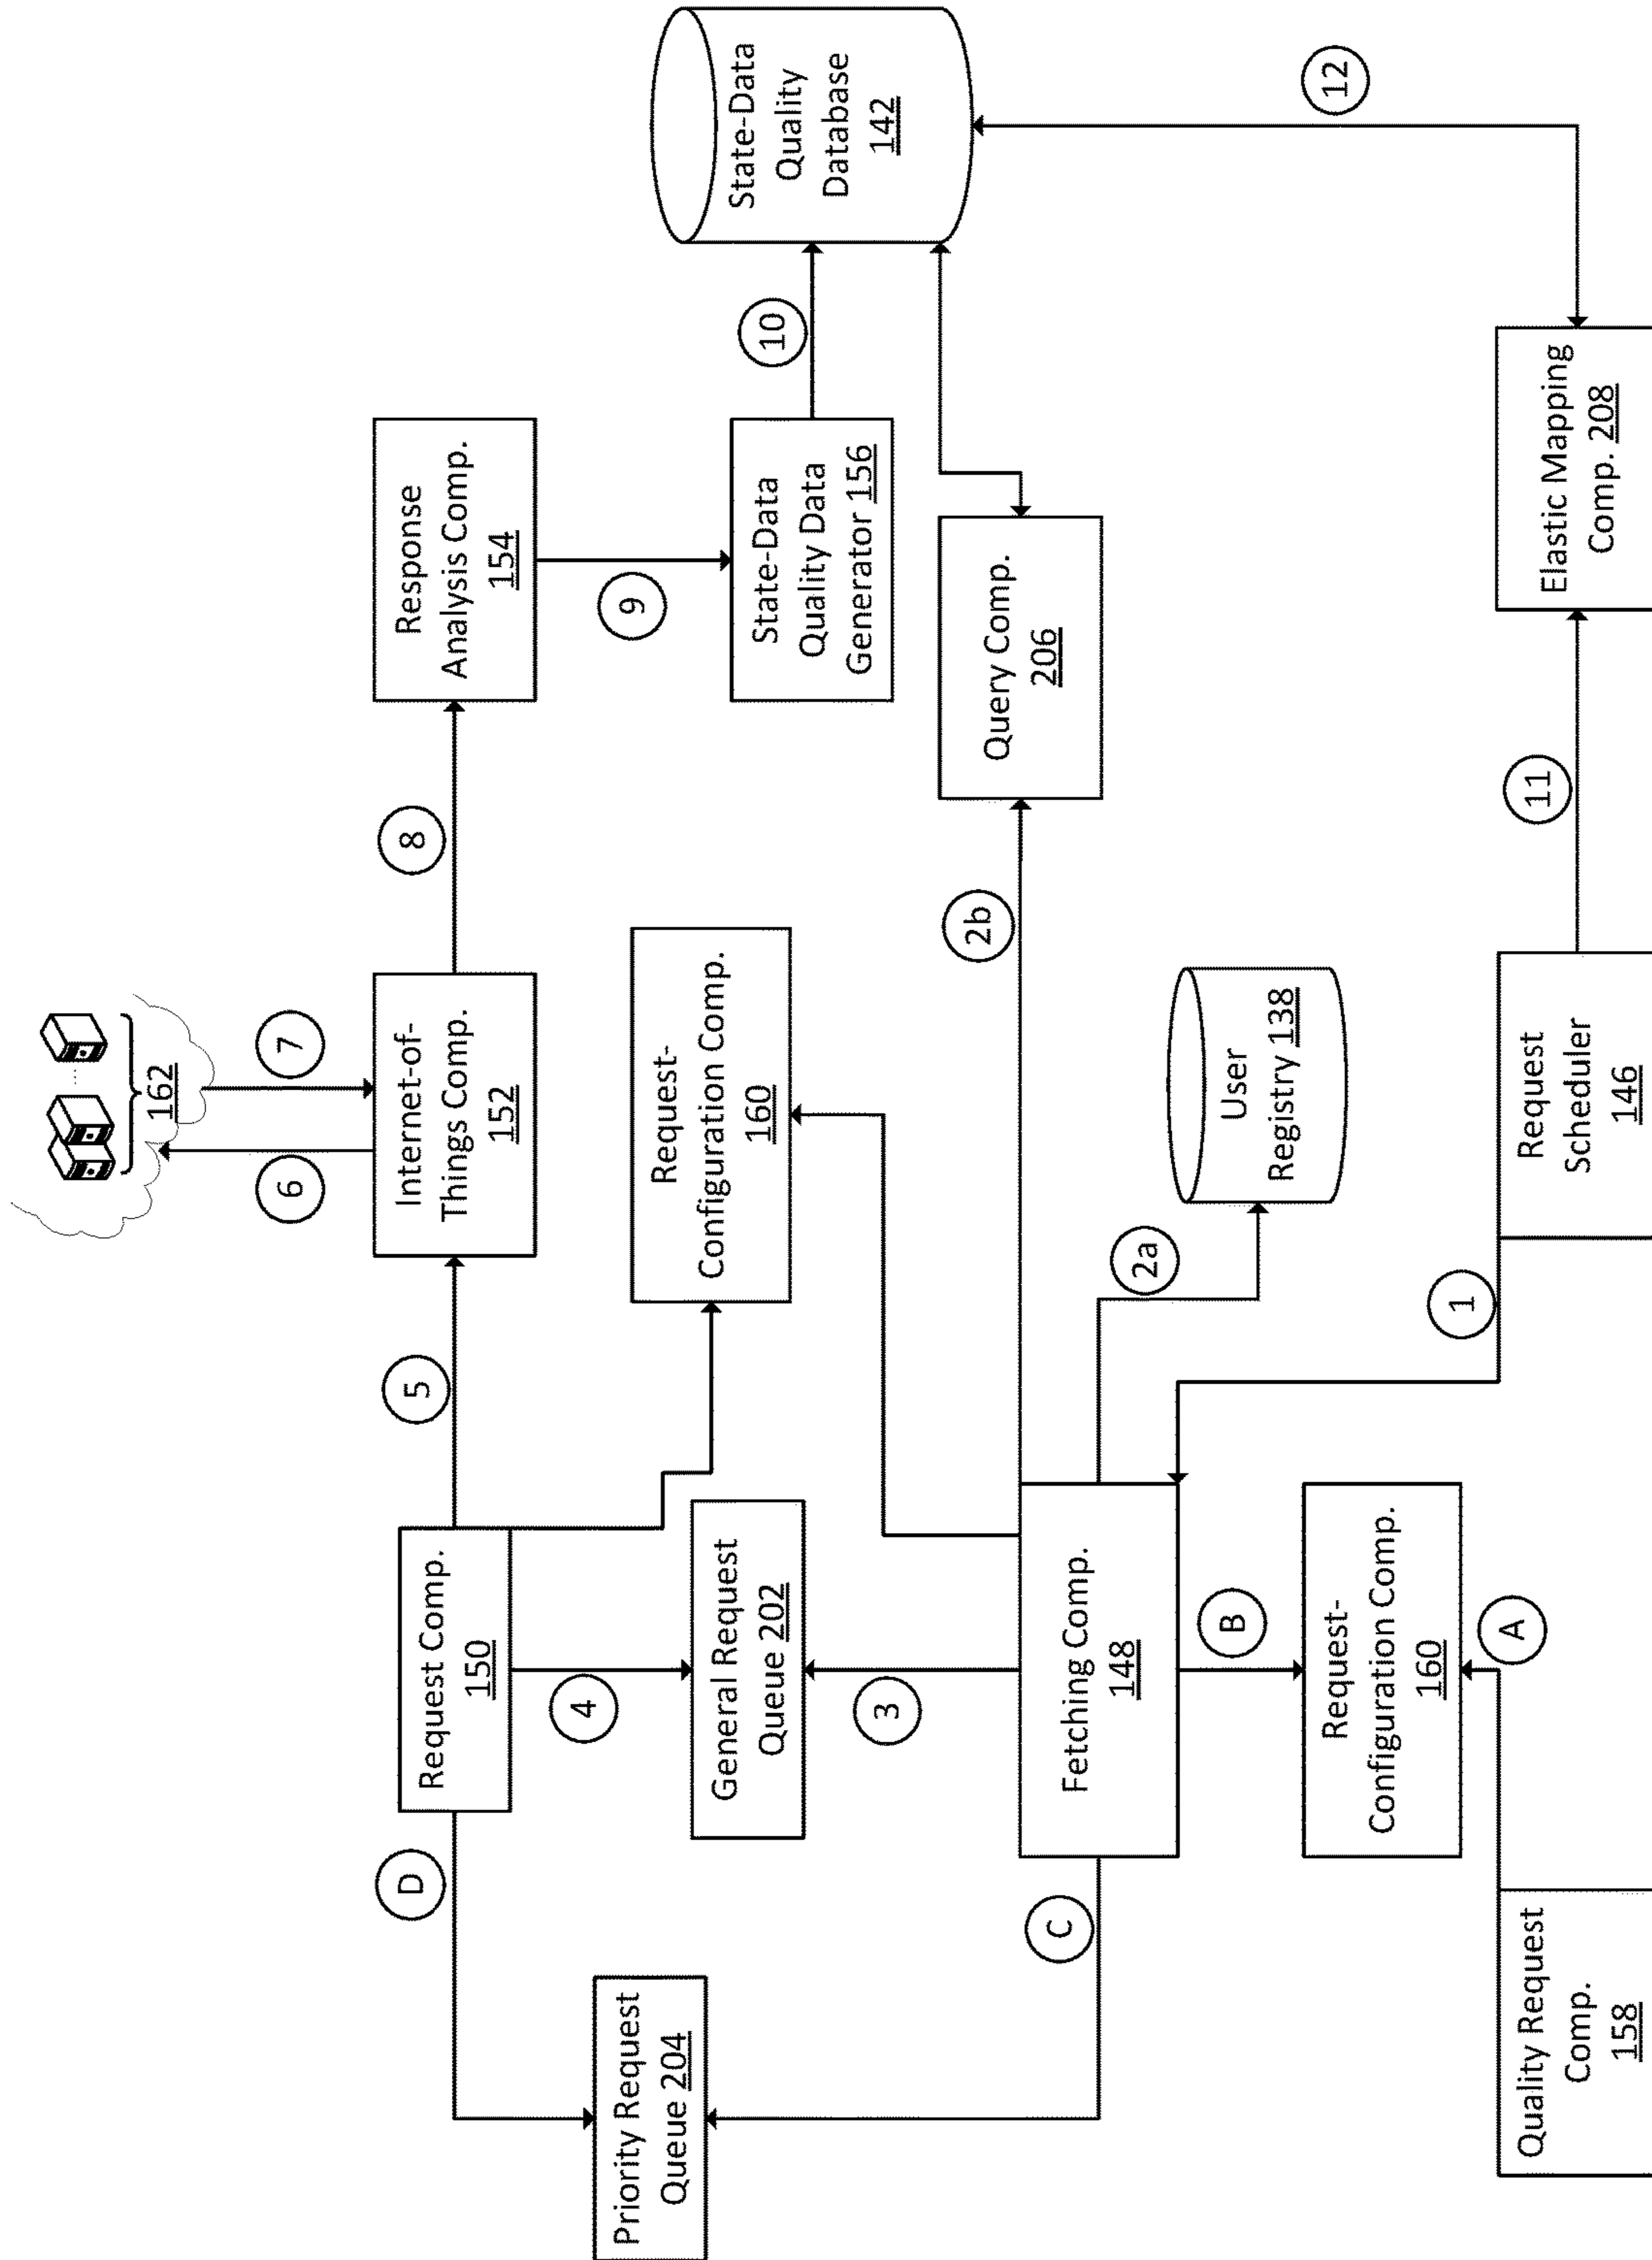 D
Request Comp.
150
5
Internet-of-
Things Comp.
152
6
7
162
8
Response
Analysis Comp.
154
Priority Request
Queue 204
4
General Request
Queue 202
3
Request-
Configuration Comp.
160
9
State-Data
Quality Data
Generator 156
10
State-Data
Quality
Database
142
C
Fetching Comp.
148
2b
Query Comp.
206
2a
User
Registry 138
B
Request-
Configuration Comp.
160
A
1
12
Quality Request
Comp.
158
Request
Scheduler
146
11
Elastic Mapping
Comp. 208